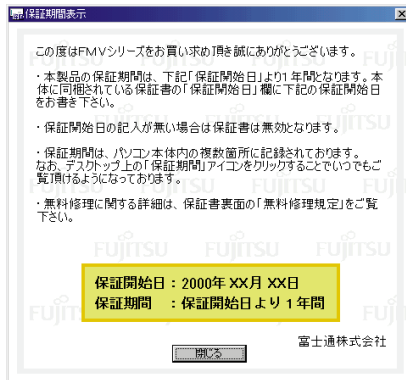 保証期間表示
この度はFMVシリーズをお買い求め頂き誠にありがとうございます。
・本製品の保証期間は、下記「保証開始日」より1年間となります。本
体に同梱されている保証書の「保証開始日」欄に下記の保証開始日
をお書き下さい。
・保証開始日の記入が無い場合は保証書は無効となります。
・保証期間は、パソコン本体内の複数箇所に記録されております。
なお、デスクトップ上の「保証期間」アイコンをクリックすることでいつでもご
覧頂けるようになっております。
・無料修理に関する詳細は、保証書裏面の「無料修理規定」をご覧
下さい。
保証開始日：2000年 XX月 XX日
保証期間　：保証開始日より1年間
富士通株式会社
閉じる
FUJITSU